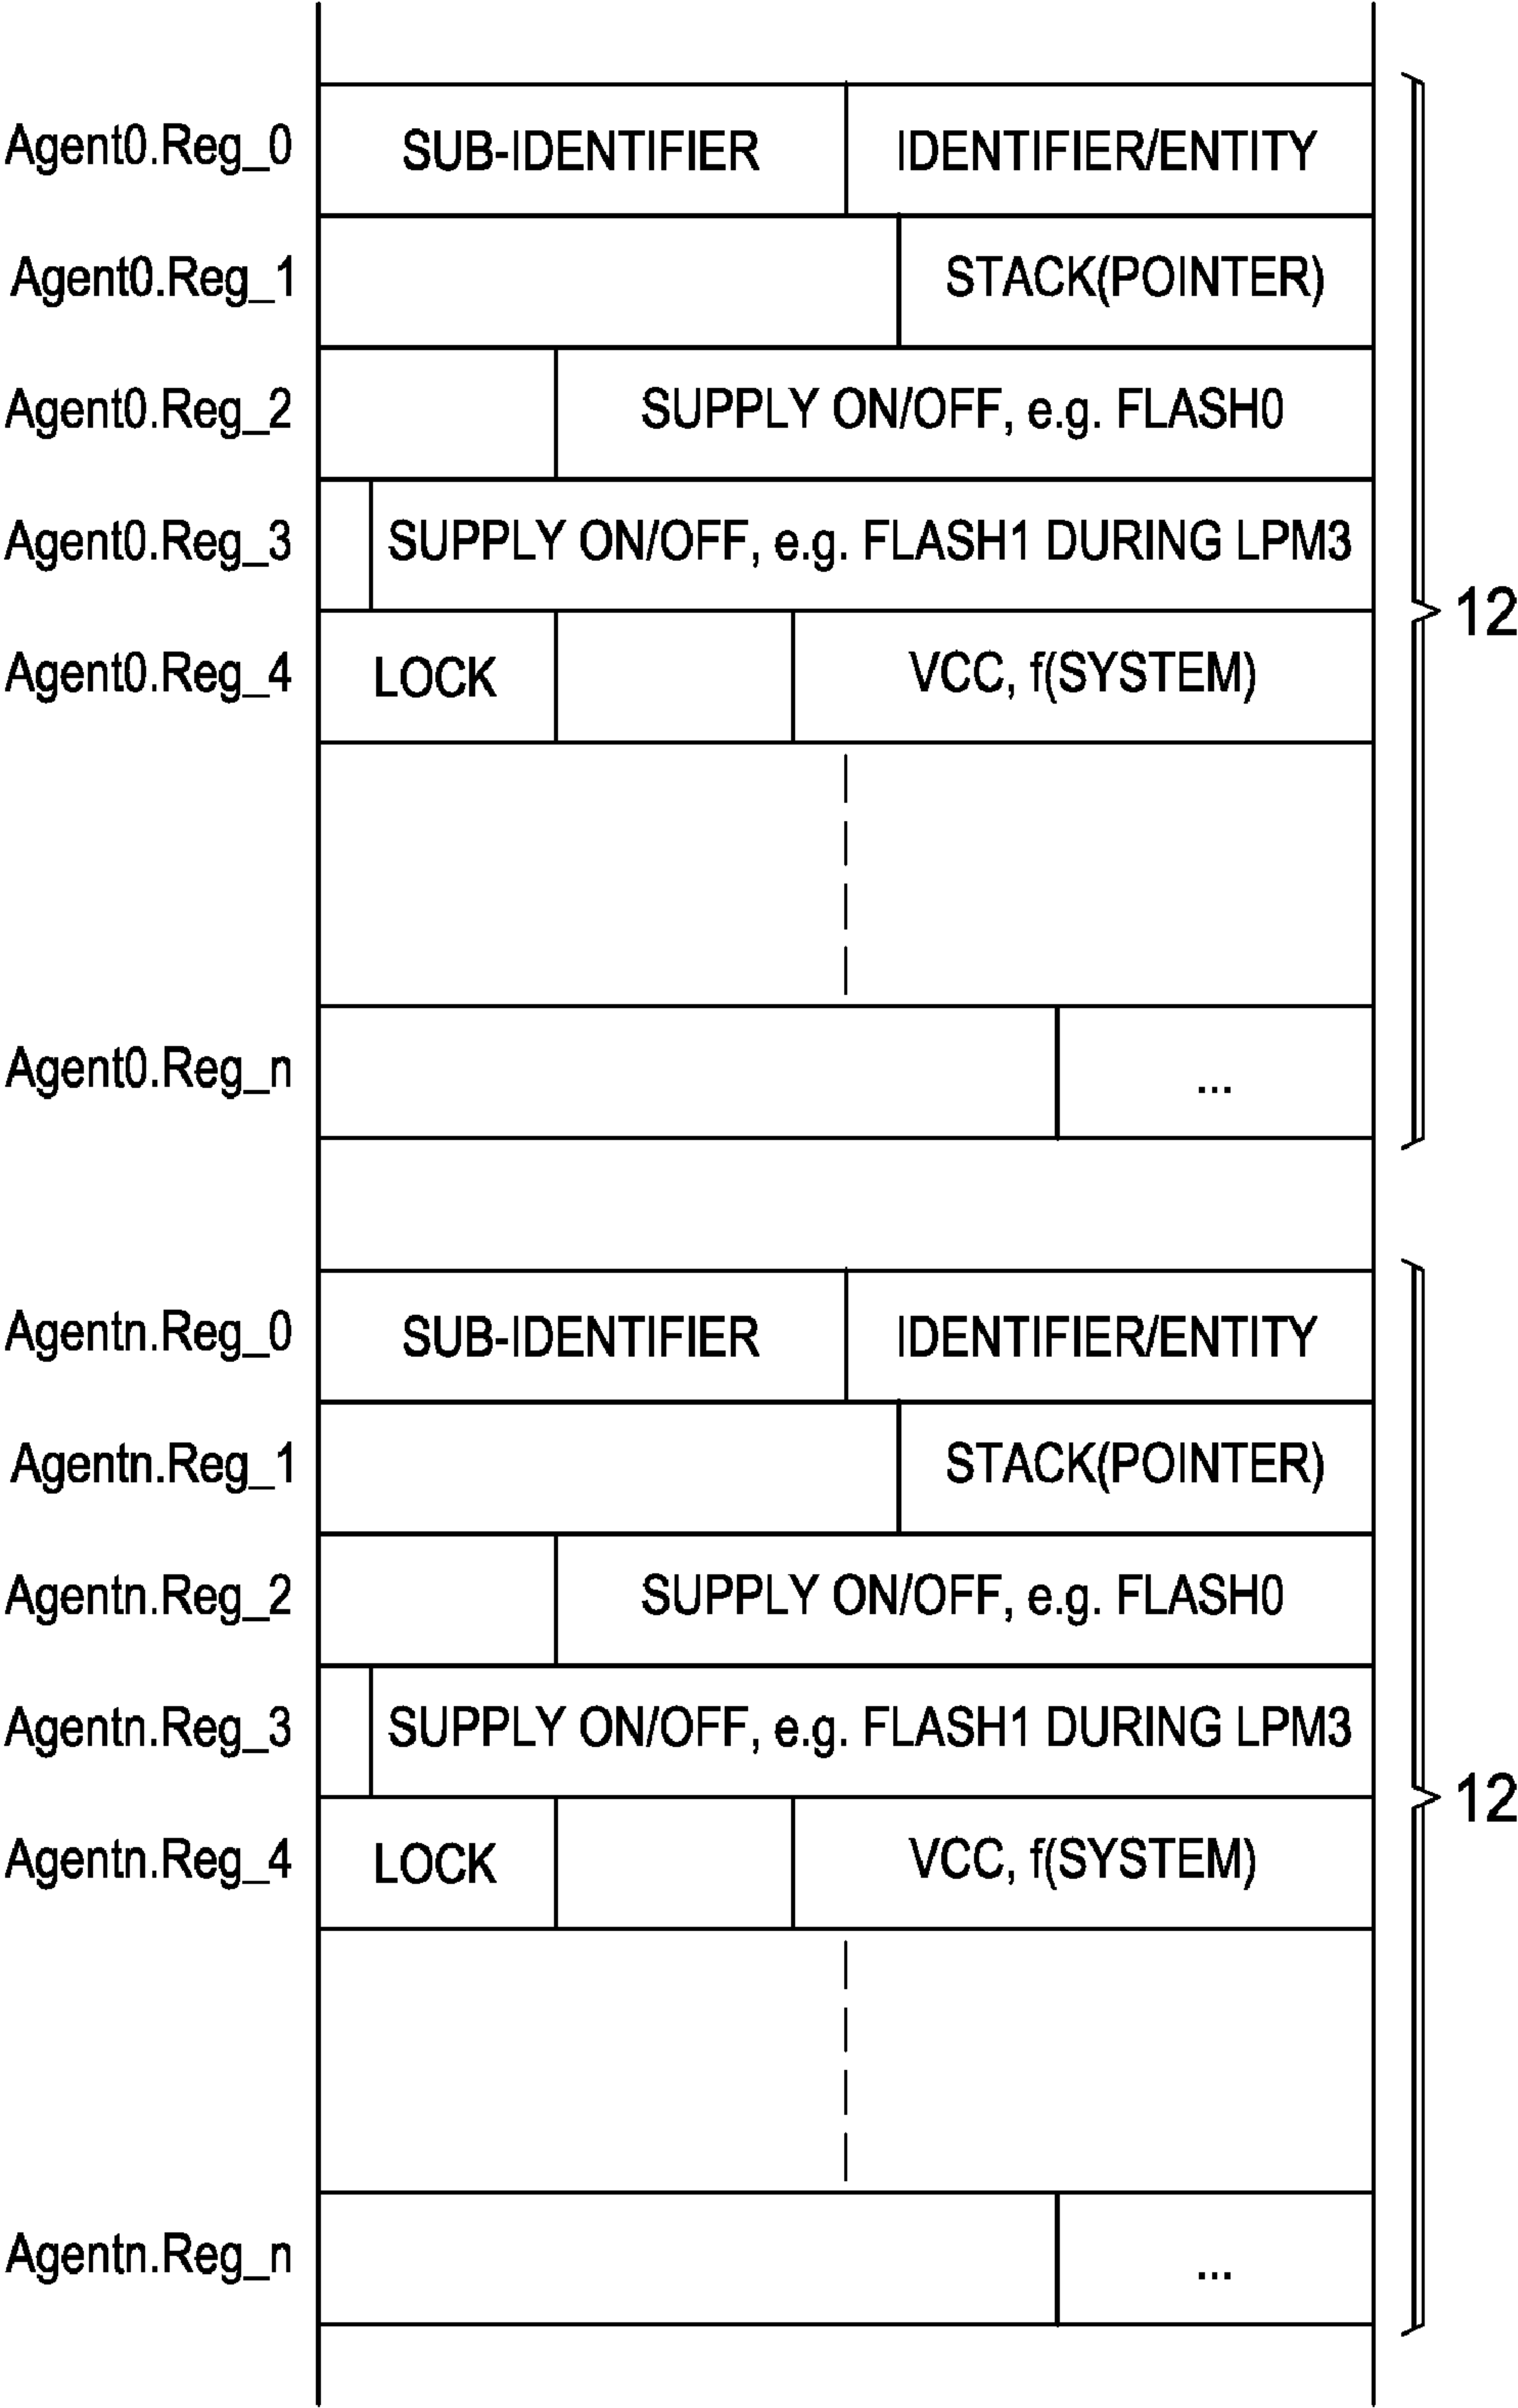 Agent0.Reg_0 SUB-IDENTIFIER IDENTIFIER/ENTITY
Agent0.Reg_1 STACK(POINTER)
Agent0.Reg_2 SUPPLY ON/OFF, e.g. FLASH0
Agent0.Reg_3 SUPPLY ON/OFF, e.g. FLASH1 DURING LPM3
12
Agent0.Reg_4 LOCK VCC, f(SYSTEM)
Agent0.Reg_n ...
Agentn.Reg_0 SUB-IDENTIFIER IDENTIFIER/ENTITY
Agentn.Reg_1 STACK(POINTER)
Agentn.Reg_2 SUPPLY ON/OFF, e.g. FLASH0
Agentn.Reg_3 SUPPLY ON/OFF, e.g. FLASH1 DURING LPM3
12
Agentn.Reg_4 LOCK VCC, f(SYSTEM)
Agentn.Reg_n ...